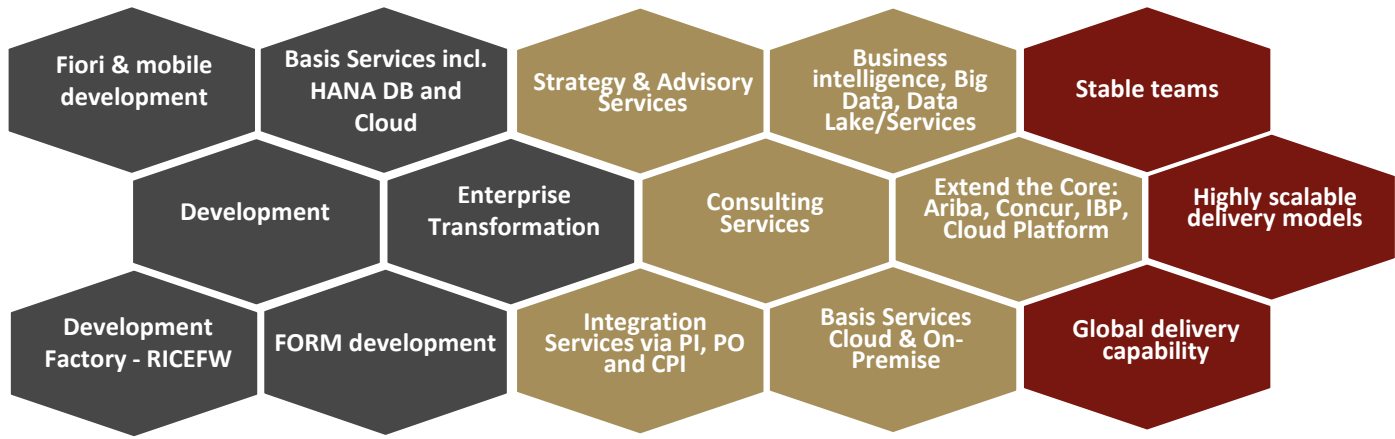 Fiori & mobile
development
Basis Services incl.
HANA DB and
Cloud
Strategy & Advisory
Services
Business
intelligence, Big
Data, Data
Lake/Services
Stable teams
Development
Enterprise
Transformation
Consulting
Services
Extend the Core:
Ariba, Concur, IBP,
Cloud Platform
Highly scalable
delivery models
Development
Factory - RICEFW
FORM development
Integration
Services via PI, PO
and CPI
Basis Services
Cloud & On-
Premise
Global delivery
capability